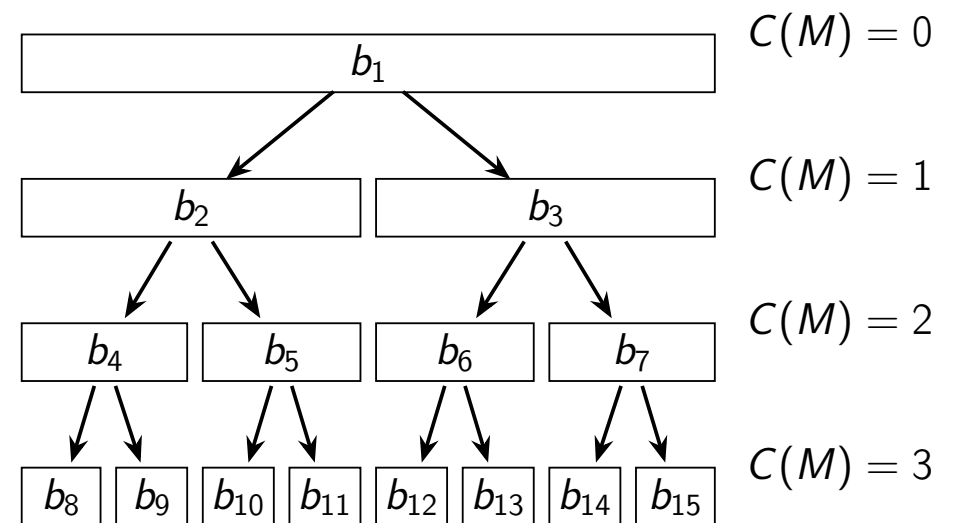 b₁ C(M) = 0
b₂ b₃ C(M) = 1
b₄ b₅ b₆ b₇ C(M) = 2
b₈ b₉ b₁₀ b₁₁ b₁₂ b₁₃ b₁₄ b₁₅ C(M) = 3